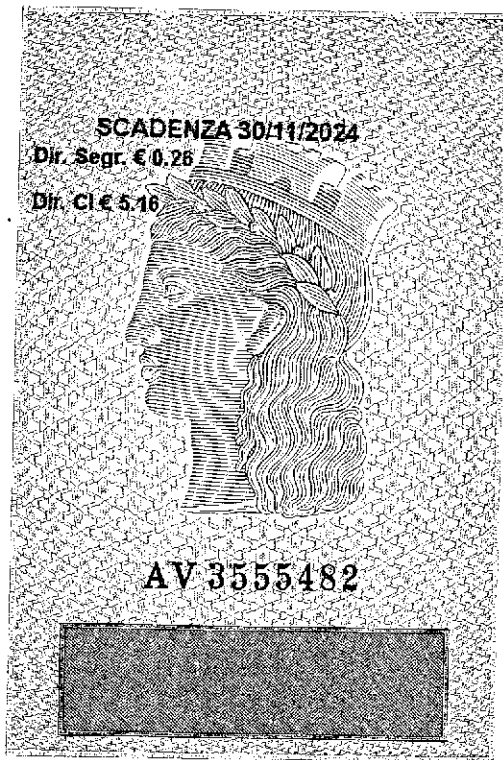 SCADENZA 30/11/2024
Dir. Segr. € 0.26
Dir. CI € 5.16
AV 3555482